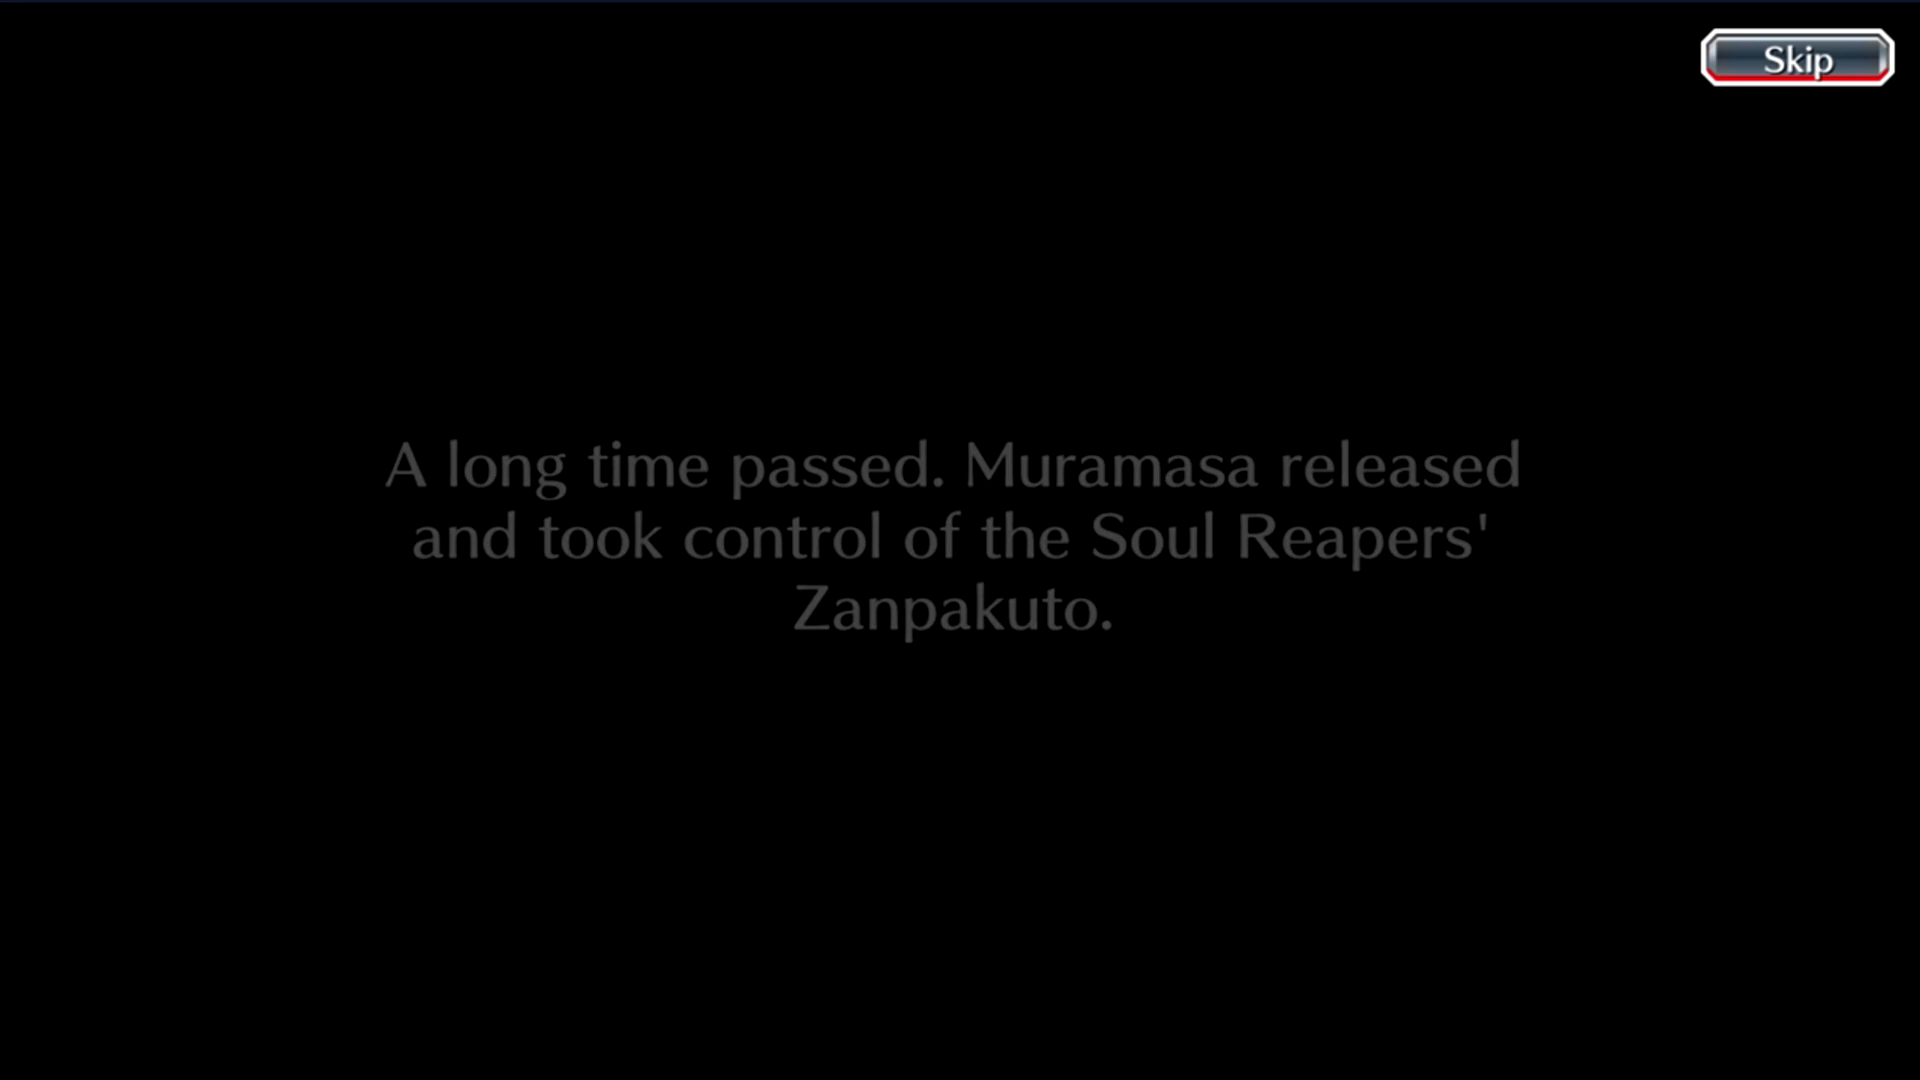 Skip
A long time passed. Muramasa released
and took control of the Soul Reapers'
Zanpakuto.